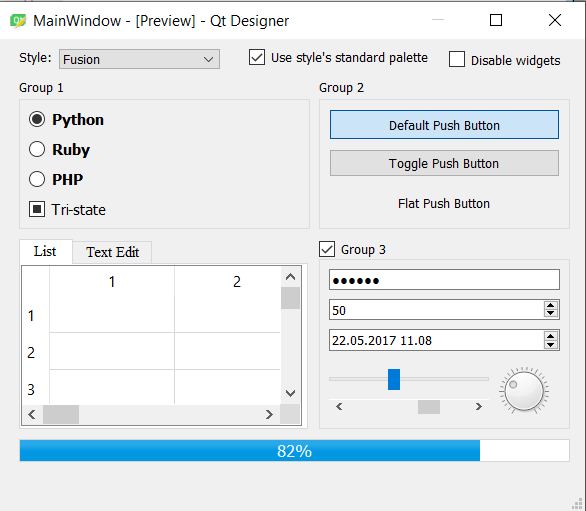 MainWindow - [Preview] - Qt Designer
Style: Fusion Use style's standard palette Disable widgets
Group 1
Python
Ruby
PHP
Tri-state
Group 2
Default Push Button
Toggle Push Button
Flat Push Button
List Text Edit
1 2
1
2
3
Group 3
●●●●●●
50
22.05.2017 11.08
82%